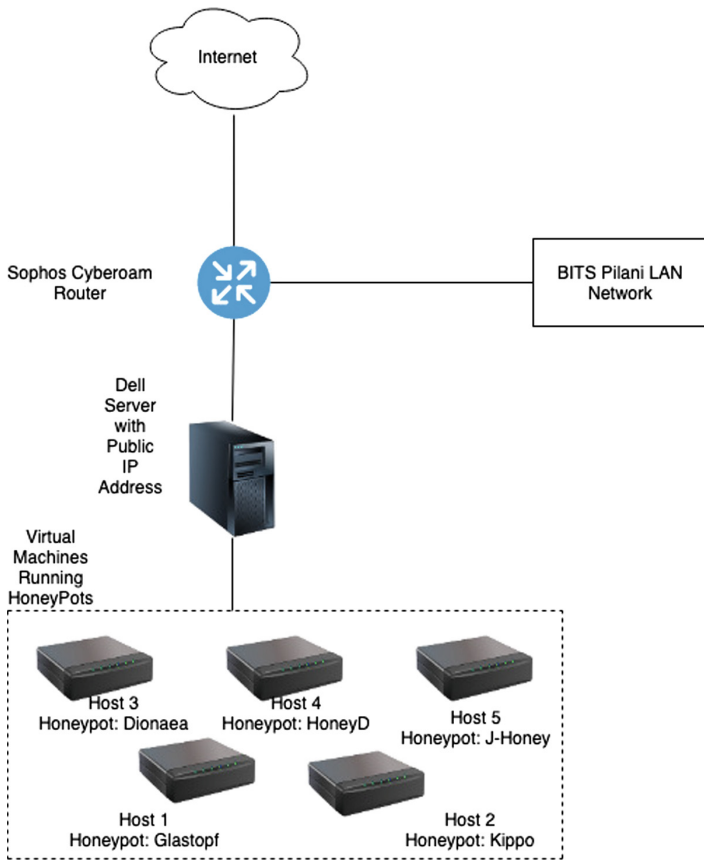 Internet
Sophos Cyberoam
Router
BITS Pilani LAN
Network
Dell
Server
with
Public
IP
Address
Virtual
Machines
Running
HoneyPots
Host 3
Honeypot: Dionaea
Host 4
Honeypot: HoneyD
Host 5
Honeypot: J-Honey
Host 1
Honeypot: Glastopf
Host 2
Honeypot: Kippo